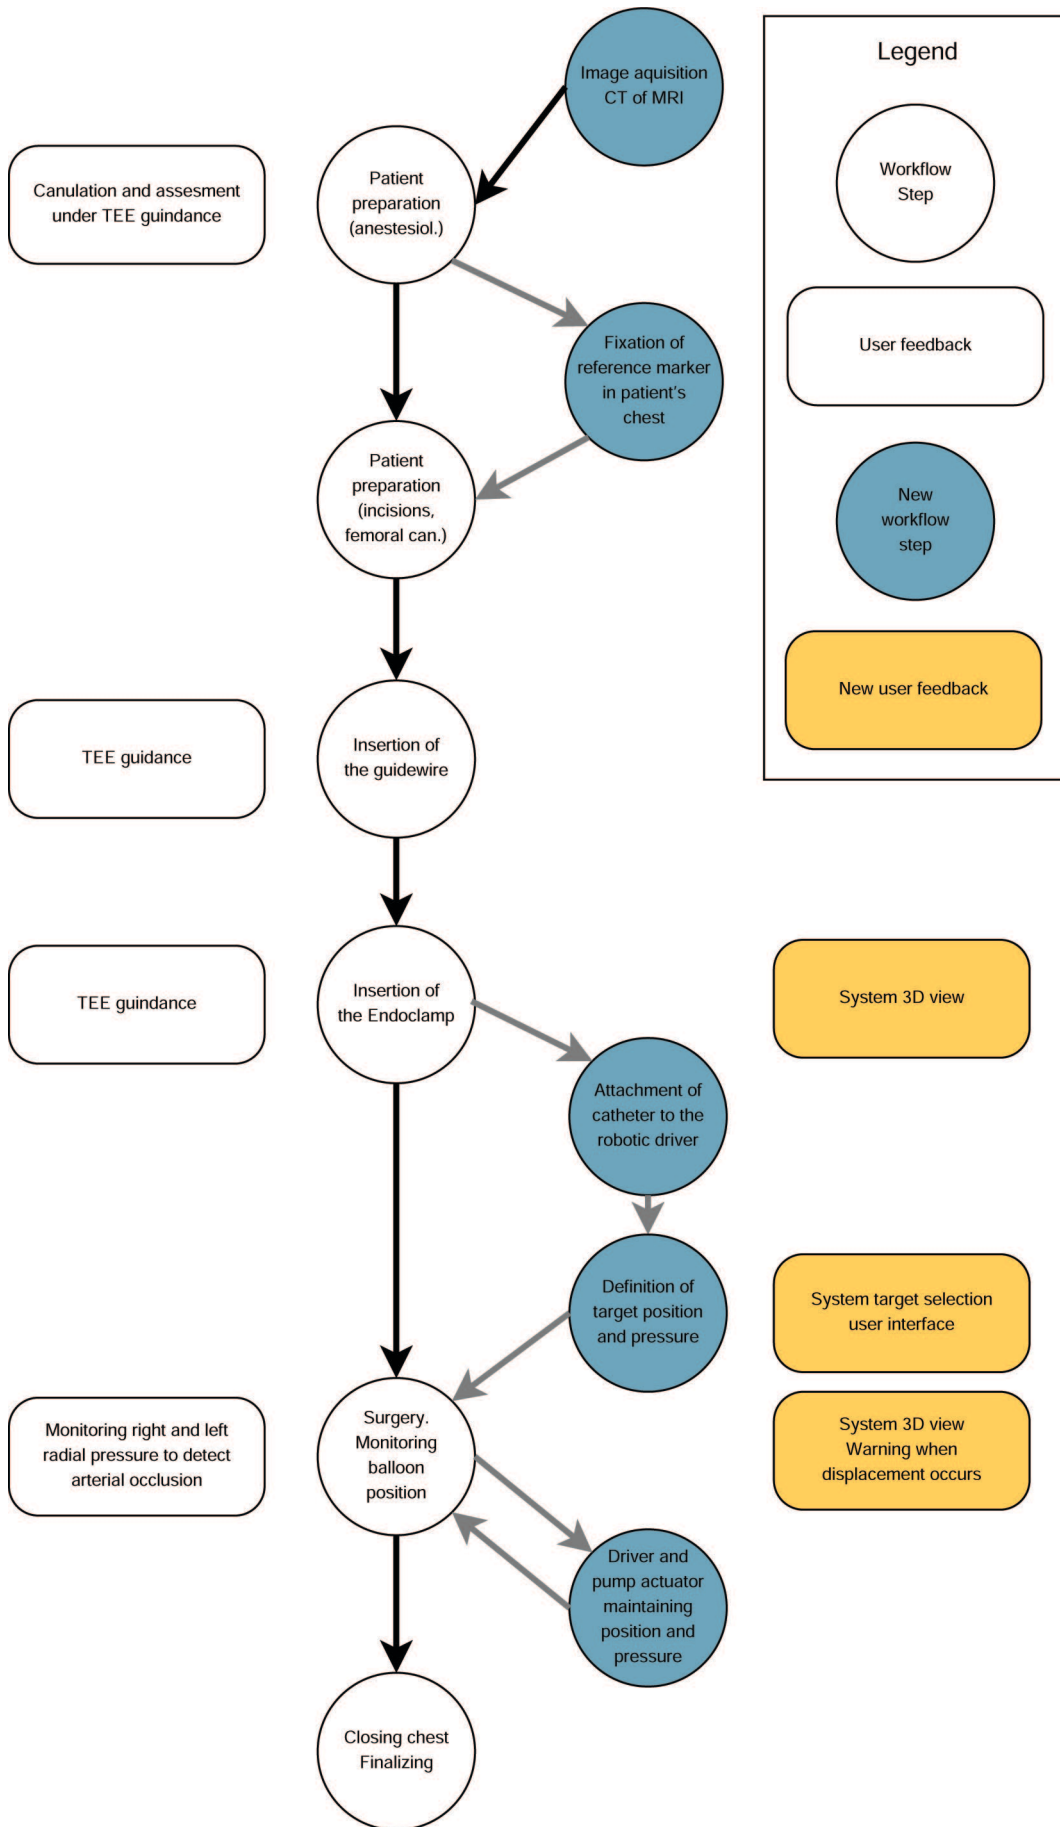 Image aquisition
CT of MRI
Legend
Workflow
Step
User feedback
New
workflow
step
New user feedback
Canulation and assesment
under TEE guindance
Patient
preparation
(anestesiol.)
Fixation of
reference marker
in patient's
chest
Patient
preparation
(incisions,
femoral can.)
TEE guidance
Insertion of
the guidewire
TEE guindance
Insertion of
the Endoclamp
System 3D view
Attachment of
catheter to the
robotic driver
Definition of
target position
and pressure
System target selection
user interface
Monitoring right and left
radial pressure to detect
arterial occlusion
Surgery.
Monitoring
balloon
position
System 3D view
Warning when
displacement occurs
Driver and
pump actuator
maintaining
position and
pressure
Closing chest
Finalizing